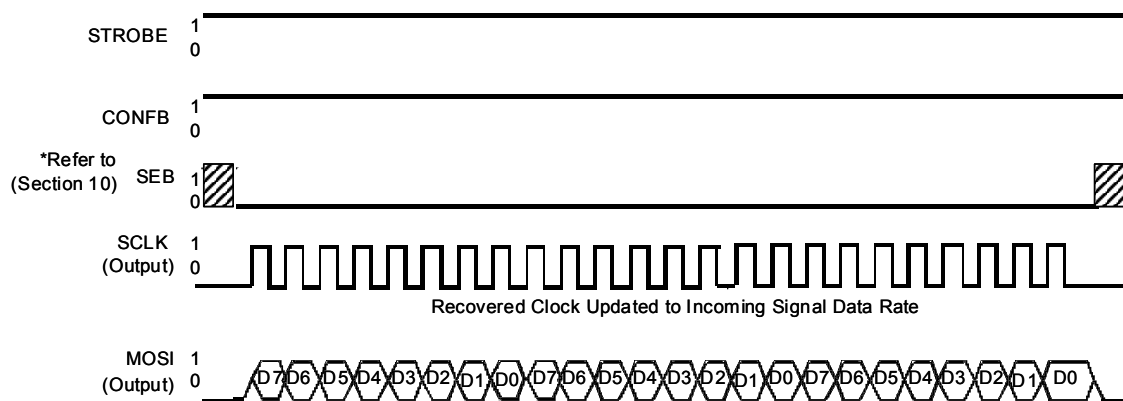 STROBE 1
0
CONFB 1
0
*Refer to
(Section 10) SEB 1
0
SCLK 1
(Output) 0
Recovered Clock Updated to Incoming Signal Data Rate
MOSI 1
(Output) 0
D7 D6 D5 D4 D3 D2 D1 D0 D7 D6 D5 D4 D3 D2 D1 D0 D7 D6 D5 D4 D3 D2 D1 D0